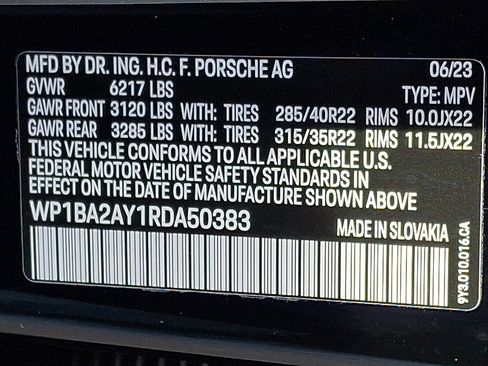 MFD BY DR. ING. H.C. F. PORSCHE AG 06/23
GVWR 6217 LBS TYPE: MPV
GAWR FRONT 3120 LBS WITH: TIRES 285/40R22 RIMS 10.0JX22
GAWR REAR 3285 LBS WITH: TIRES 315/35R22 RIMS 11.5JX22
THIS VEHICLE CONFORMS TO ALL APPLICABLE U.S.
FEDERAL MOTOR VEHICLE SAFETY STANDARDS IN
EFFECT ON THE DATE OF MANUFACTURE SHOWN ABOVE
WP1BA2AY1RDA50383 MADE IN SLOVAKIA
9Y3.010.016.CA